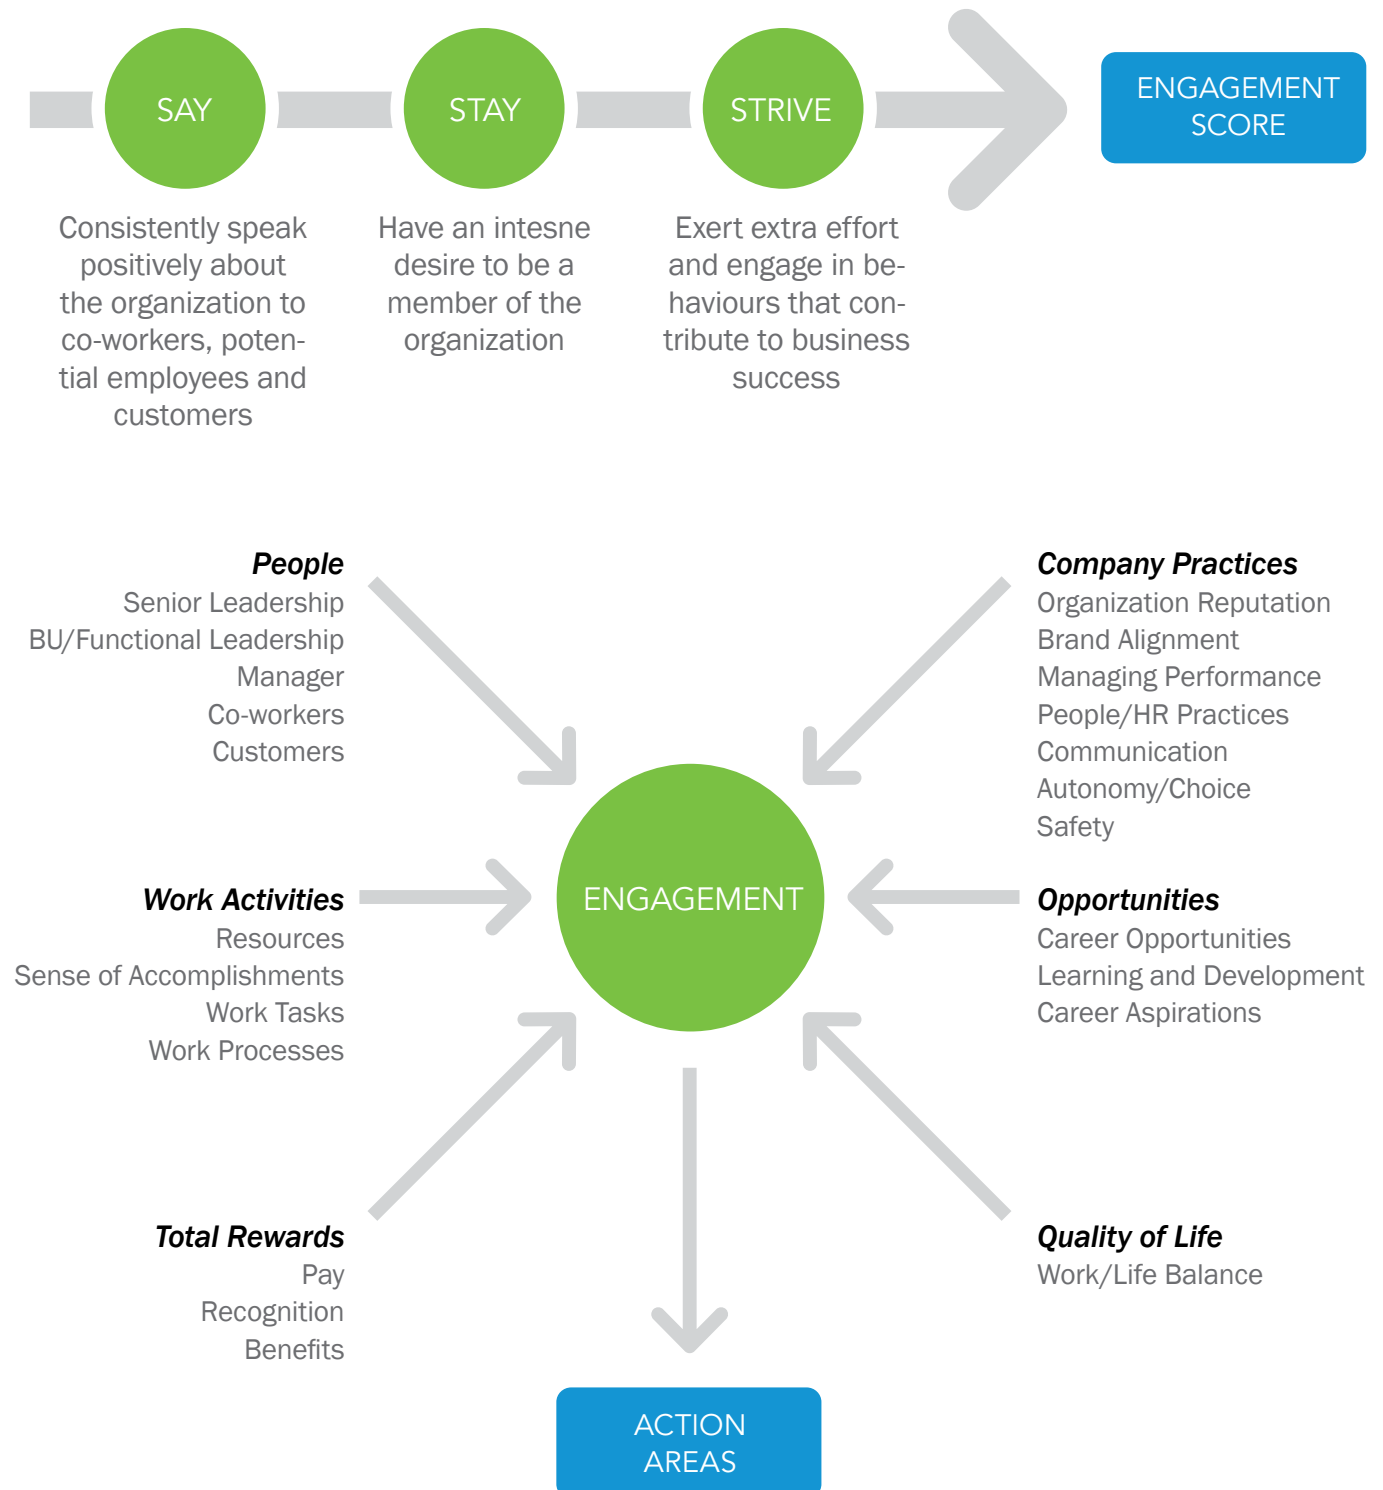 SAY
STAY
STRIVE
ENGAGEMENT
SCORE
Consistently speak
positively about
the organization to
co-workers, poten-
tial employees and
customers
Have an intesne
desire to be a
member of the
organization
Exert extra effort
and engage in be-
haviours that con-
tribute to business
success
People
Senior Leadership
BU/Functional Leadership
Manager
Co-workers
Customers
Company Practices
Organization Reputation
Brand Alignment
Managing Performance
People/HR Practices
Communication
Autonomy/Choice
Safety
Work Activities
Resources
Sense of Accomplishments
Work Tasks
Work Processes
ENGAGEMENT
Opportunities
Career Opportunities
Learning and Development
Career Aspirations
Total Rewards
Pay
Recognition
Benefits
Quality of Life
Work/Life Balance
ACTION
AREAS